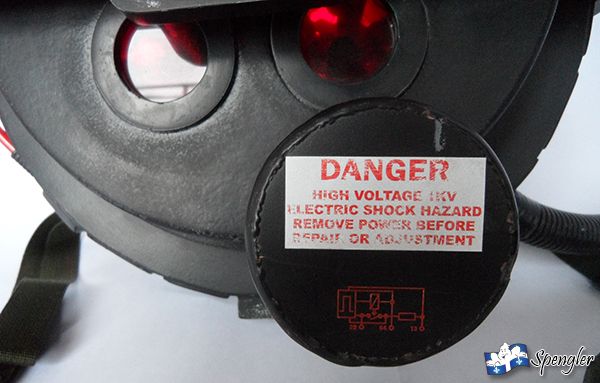 DANGER
HIGH VOLTAGE 1KV
ELECTRIC SHOCK HAZARD
REMOVE POWER BEFORE
REPAIR OR ADJUSTMENT
Spengler